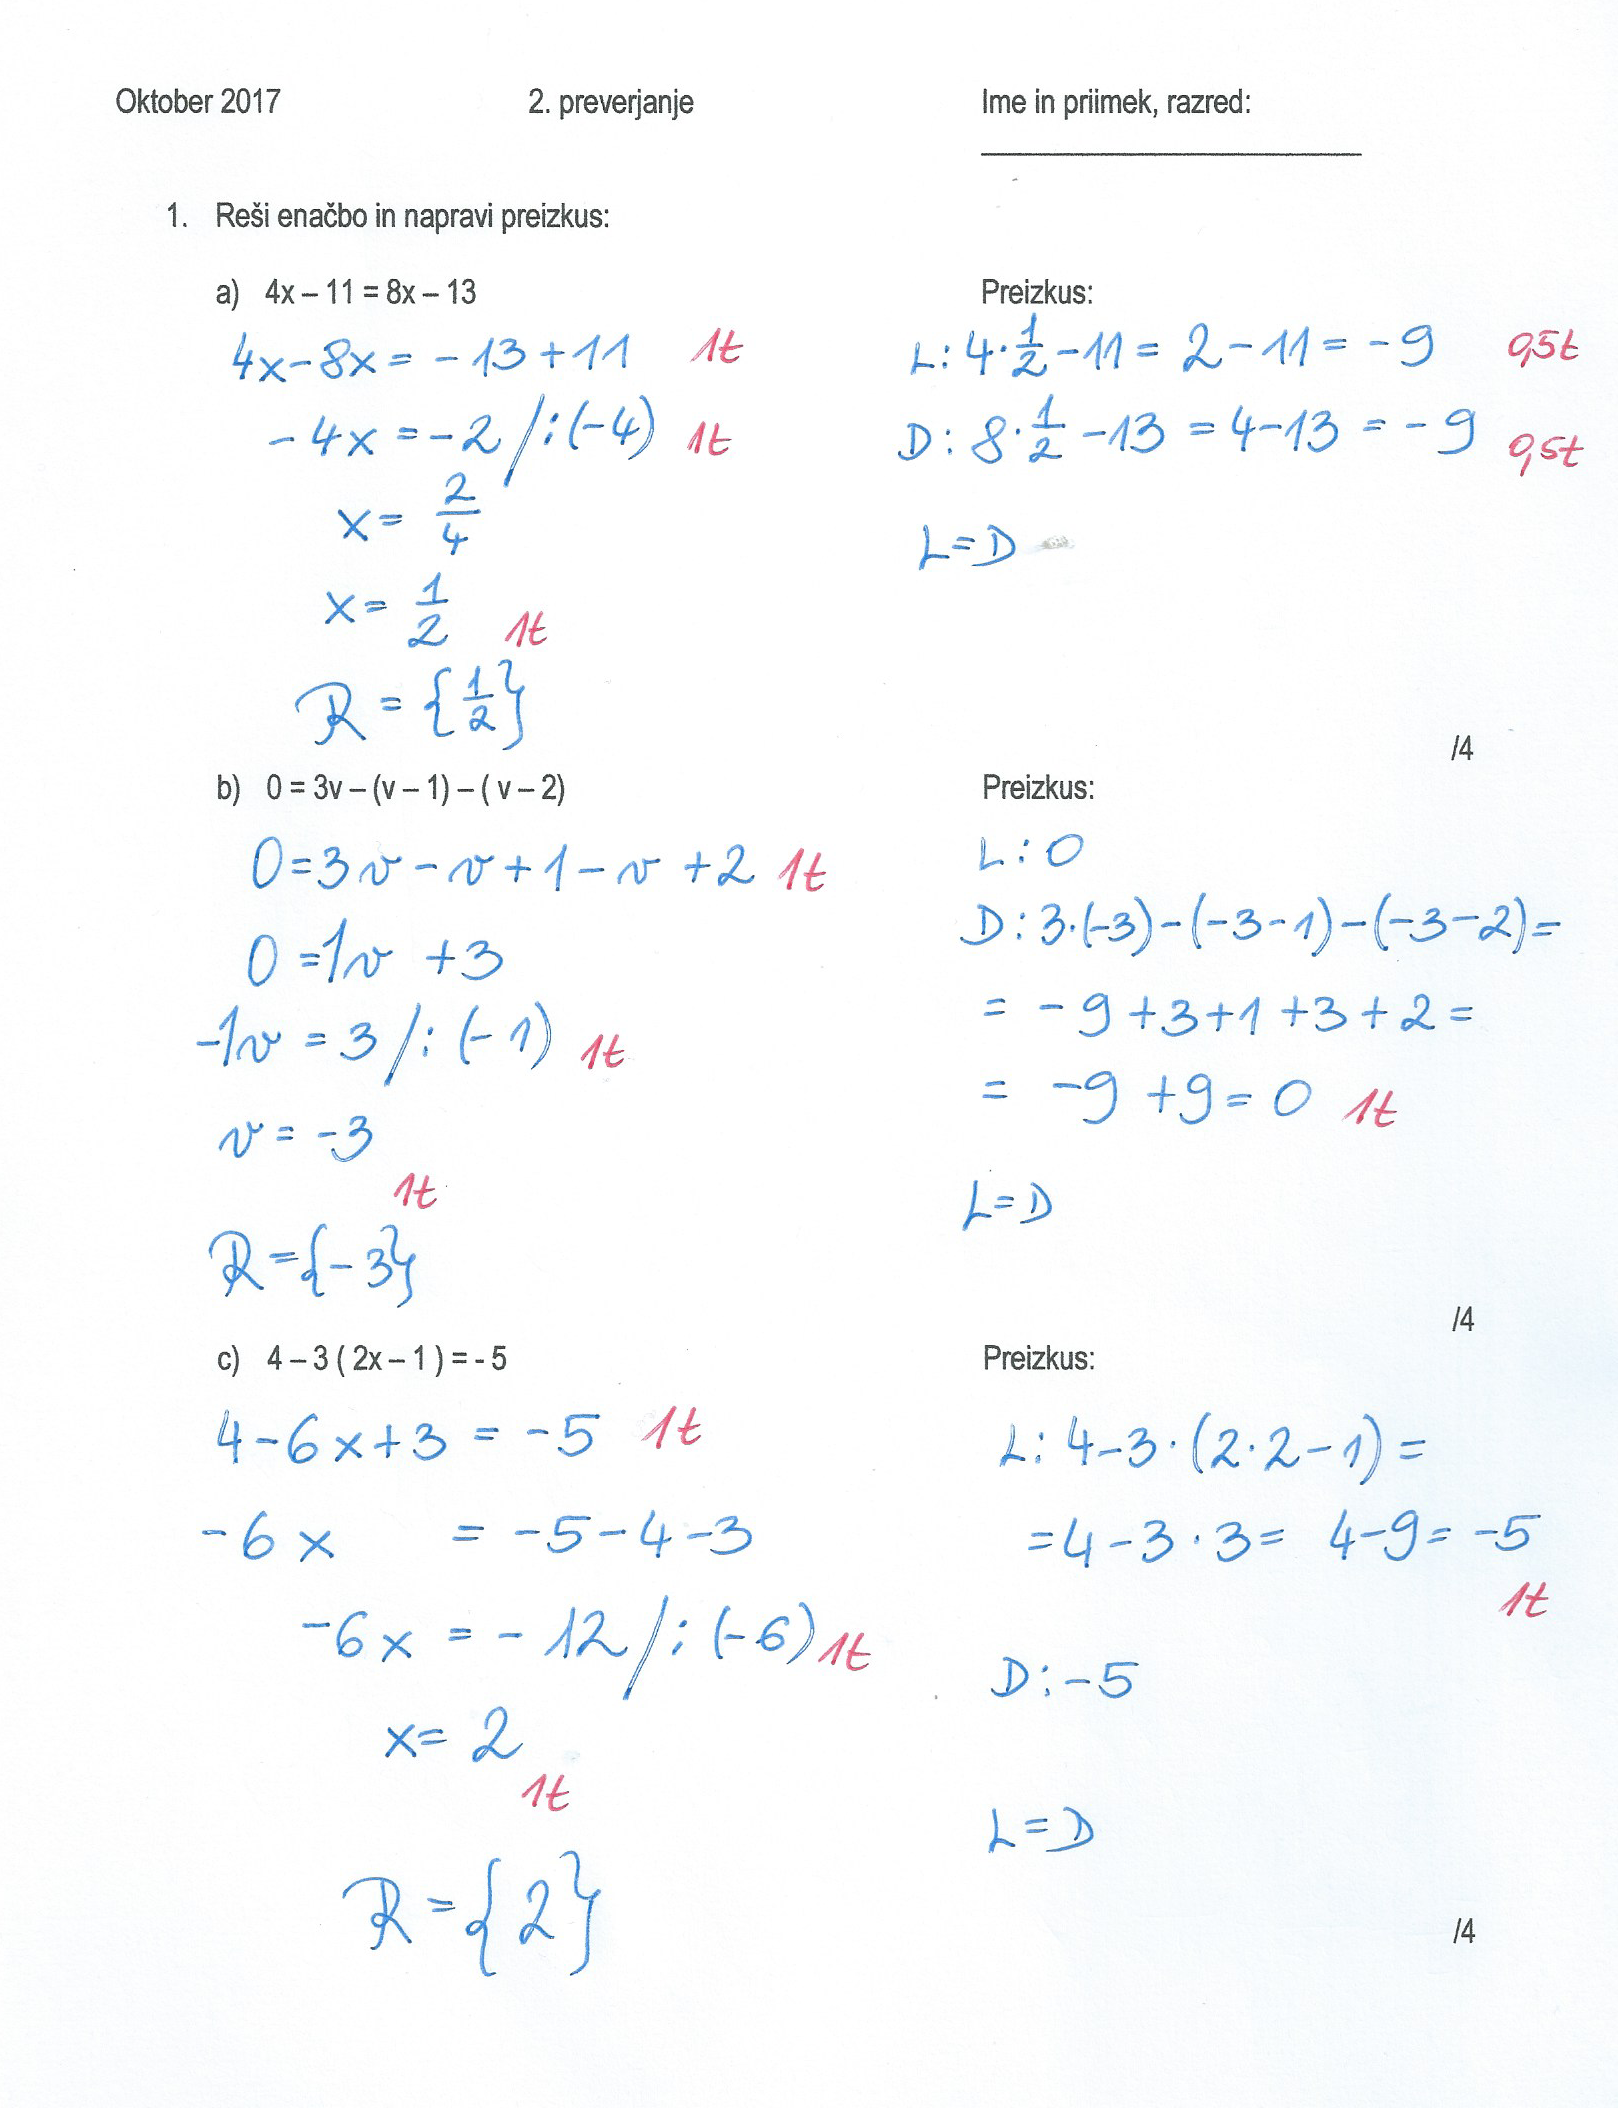 Oktober 2017 2. preverjanje Ime in priimek, razred:
1. Reši enačbo in napravi preizkus:
a) 4x – 11 = 8x – 13 Preizkus:
4x-8x = -13+11 1t
-4x = -2 /:(-4) 1t
x = 2/4
x = 1/2 1t
R = {1/2}
L: 4·1/2 -11 = 2-11 = -9 0,5t
D: 8·1/2 -13 = 4-13 = -9 0,5t
L=D
/4
b) 0 = 3v – (v – 1) – ( v – 2) Preizkus:
0=3v-v+1-v +2 1t
0 =1v +3
-1v = 3 /: (-1) 1t
v = -3
1t
R={-3}
L: 0
D: 3·(-3)-(-3-1)-(-3-2)=
= -9+3+1+3+2=
= -9 +9= 0 1t
L=D
/4
c) 4 – 3 ( 2x – 1 ) = - 5 Preizkus:
4-6x+3 = -5 1t
-6x = -5-4-3
-6x = -12 /: (-6) 1t
x= 2
1t
R={2}
L: 4-3·(2·2-1)=
=4-3·3= 4-9= -5
1t
D: -5
L=D
/4